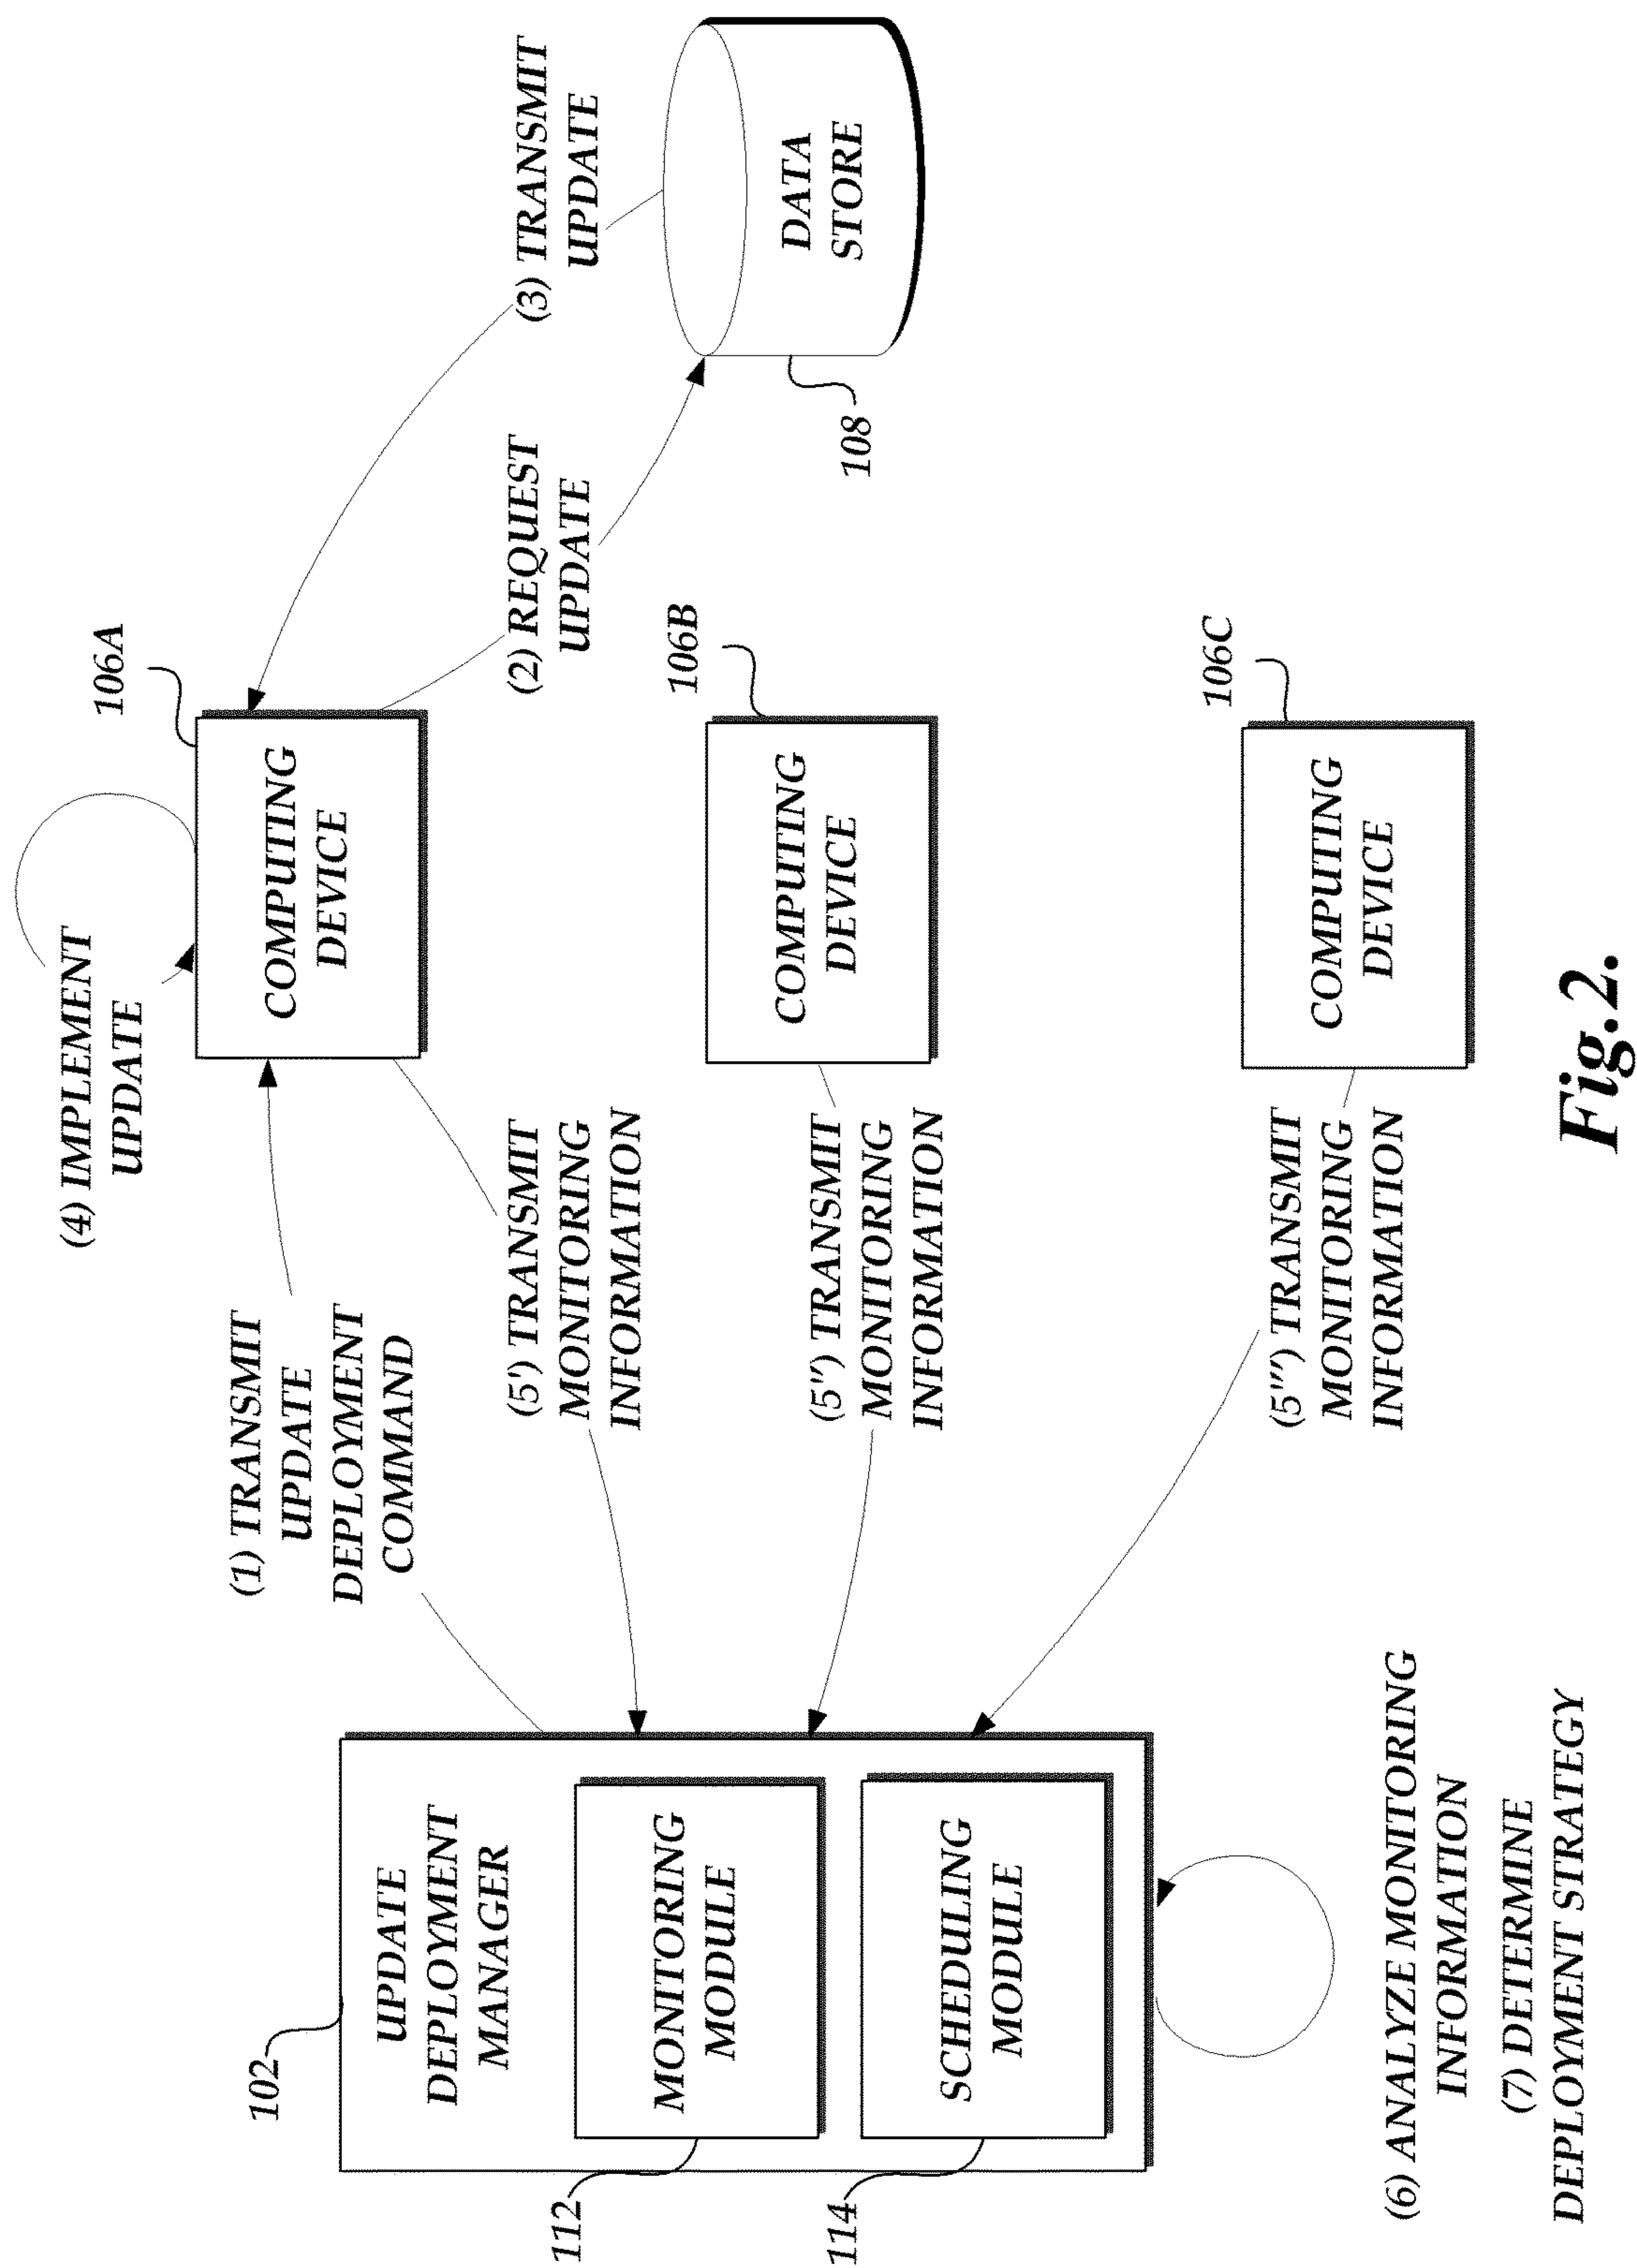 (4) IMPLEMENT
UPDATE
106A
(1) TRANSMIT
UPDATE
DEPLOYMENT
COMMAND
COMPUTING
DEVICE
(3) TRANSMIT
UPDATE
102
UPDATE
DEPLOYMENT
MANAGER
(5') TRANSMIT
MONITORING
INFORMATION
(2) REQUEST
UPDATE
112
MONITORING
MODULE
106B
COMPUTING
DEVICE
DATA
STORE
108
(5'') TRANSMIT
MONITORING
INFORMATION
114
SCHEDULING
MODULE
106C
(5''') TRANSMIT
MONITORING
INFORMATION
COMPUTING
DEVICE
(6) ANALYZE MONITORING
INFORMATION
(7) DETERMINE
DEPLOYMENT STRATEGY
Fig.2.